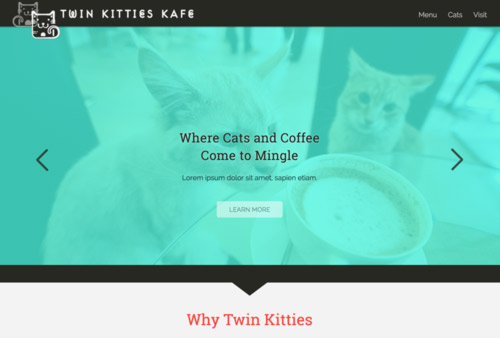 TWIN KITTIES KAFE
Menu Cats Visit
Where Cats and Coffee
Come to Mingle
Lorem ipsum dolor sit amet, sapien etiam.
LEARN MORE
Why Twin Kitties